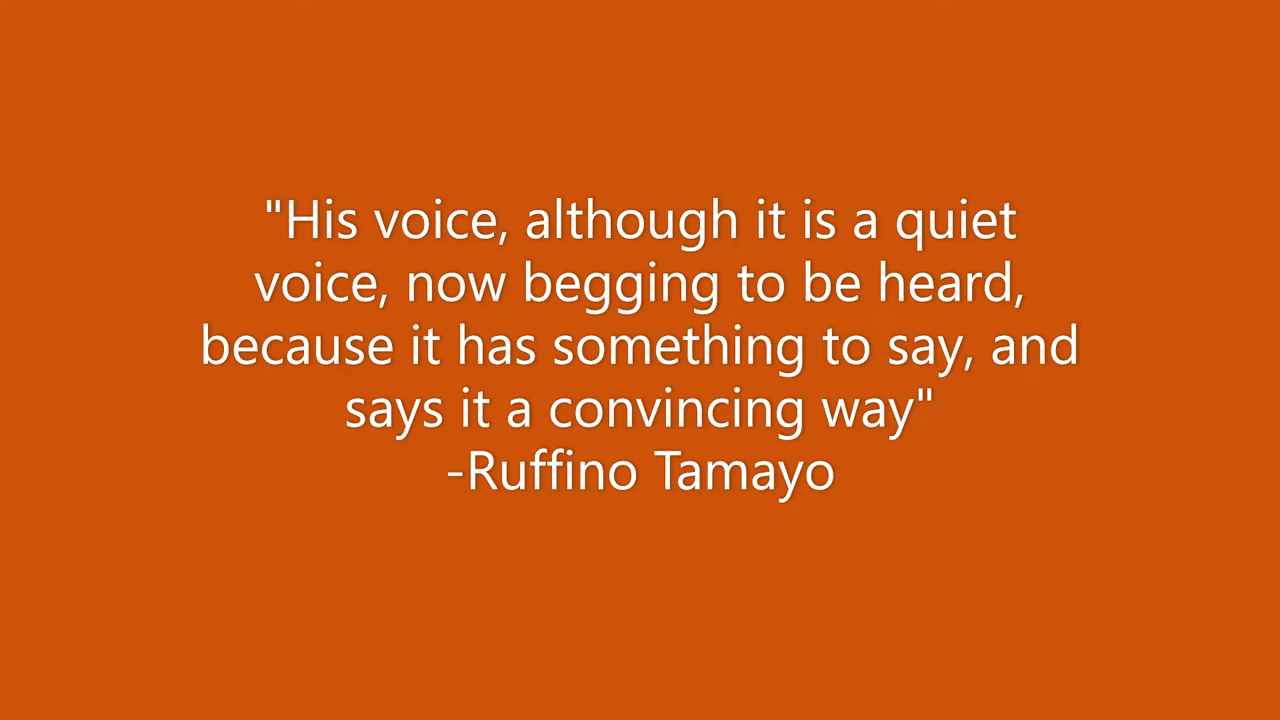 "His voice, although it is a quiet
voice, now begging to be heard,
because it has something to say, and
says it a convincing way"
-Ruffino Tamayo